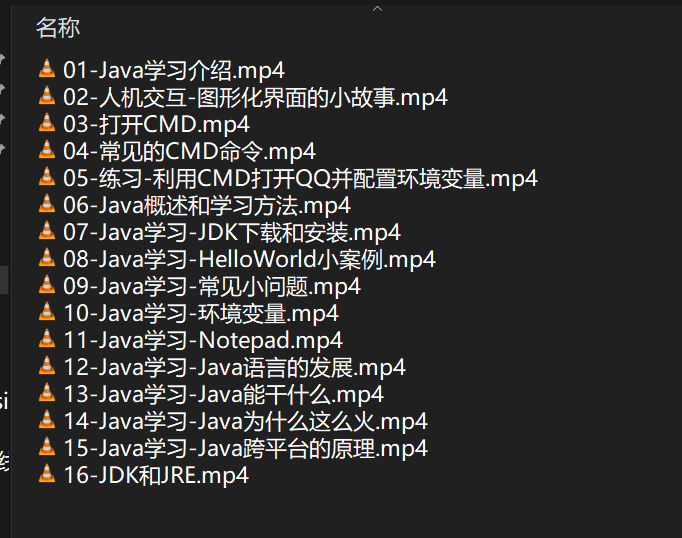 名称
01-Java学习介绍.mp4
02-人机交互-图形化界面的小故事.mp4
03-打开CMD.mp4
04-常见的CMD命令.mp4
05-练习-利用CMD打开QQ并配置环境变量.mp4
06-Java概述和学习方法.mp4
07-Java学习-JDK下载和安装.mp4
08-Java学习-HelloWorld小案例.mp4
09-Java学习-常见小问题.mp4
10-Java学习-环境变量.mp4
11-Java学习-Notepad.mp4
12-Java学习-Java语言的发展.mp4
13-Java学习-Java能干什么.mp4
14-Java学习-Java为什么这么火.mp4
15-Java学习-Java跨平台的原理.mp4
16-JDK和JRE.mp4